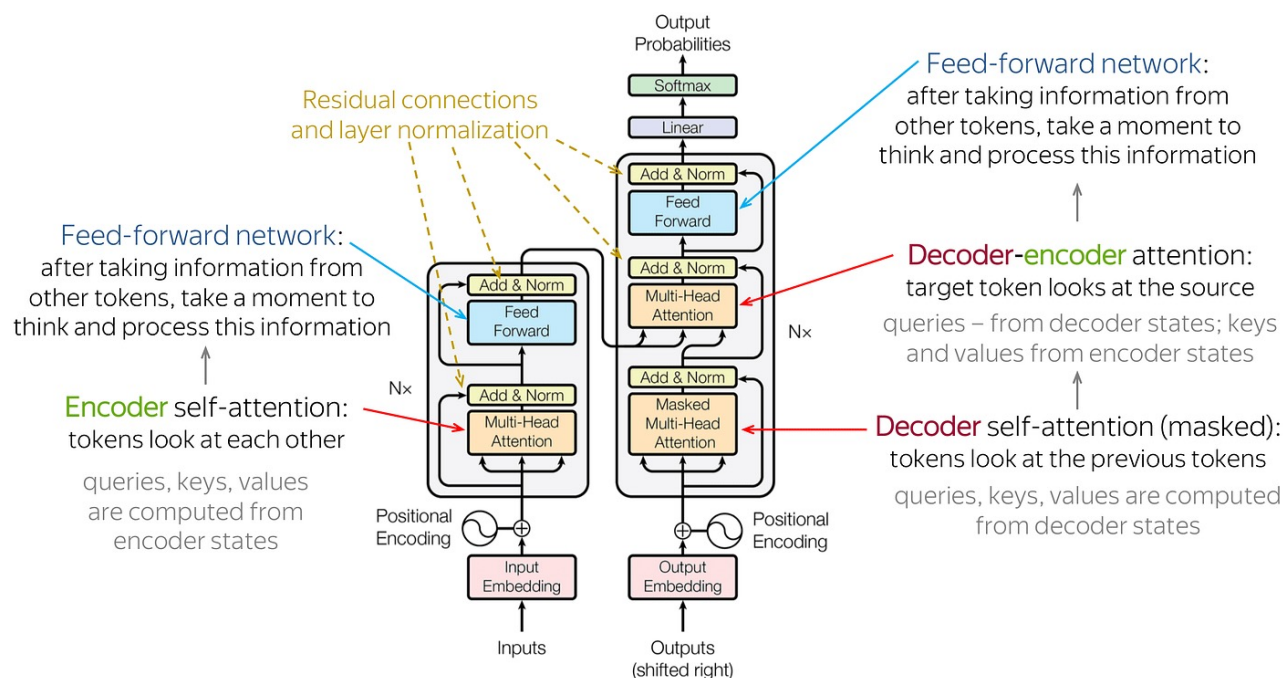 Output
Probabilities
Softmax
Linear
Add & Norm
Feed
Forward
Add & Norm
Multi-Head
Attention
Add & Norm
Masked
Multi-Head
Attention
N×
Positional
Encoding
Output
Embedding
Outputs
(shifted right)
Residual connections
and layer normalization
Add & Norm
Feed
Forward
Add & Norm
Multi-Head
Attention
N×
Positional
Encoding
Input
Embedding
Inputs
Feed-forward network:
after taking information from
other tokens, take a moment to
think and process this information
Encoder self-attention:
tokens look at each other
queries, keys, values
are computed from
encoder states
Feed-forward network:
after taking information from
other tokens, take a moment to
think and process this information
Decoder-encoder attention:
target token looks at the source
queries – from decoder states; keys
and values from encoder states
Decoder self-attention (masked):
tokens look at the previous tokens
queries, keys, values are computed
from decoder states